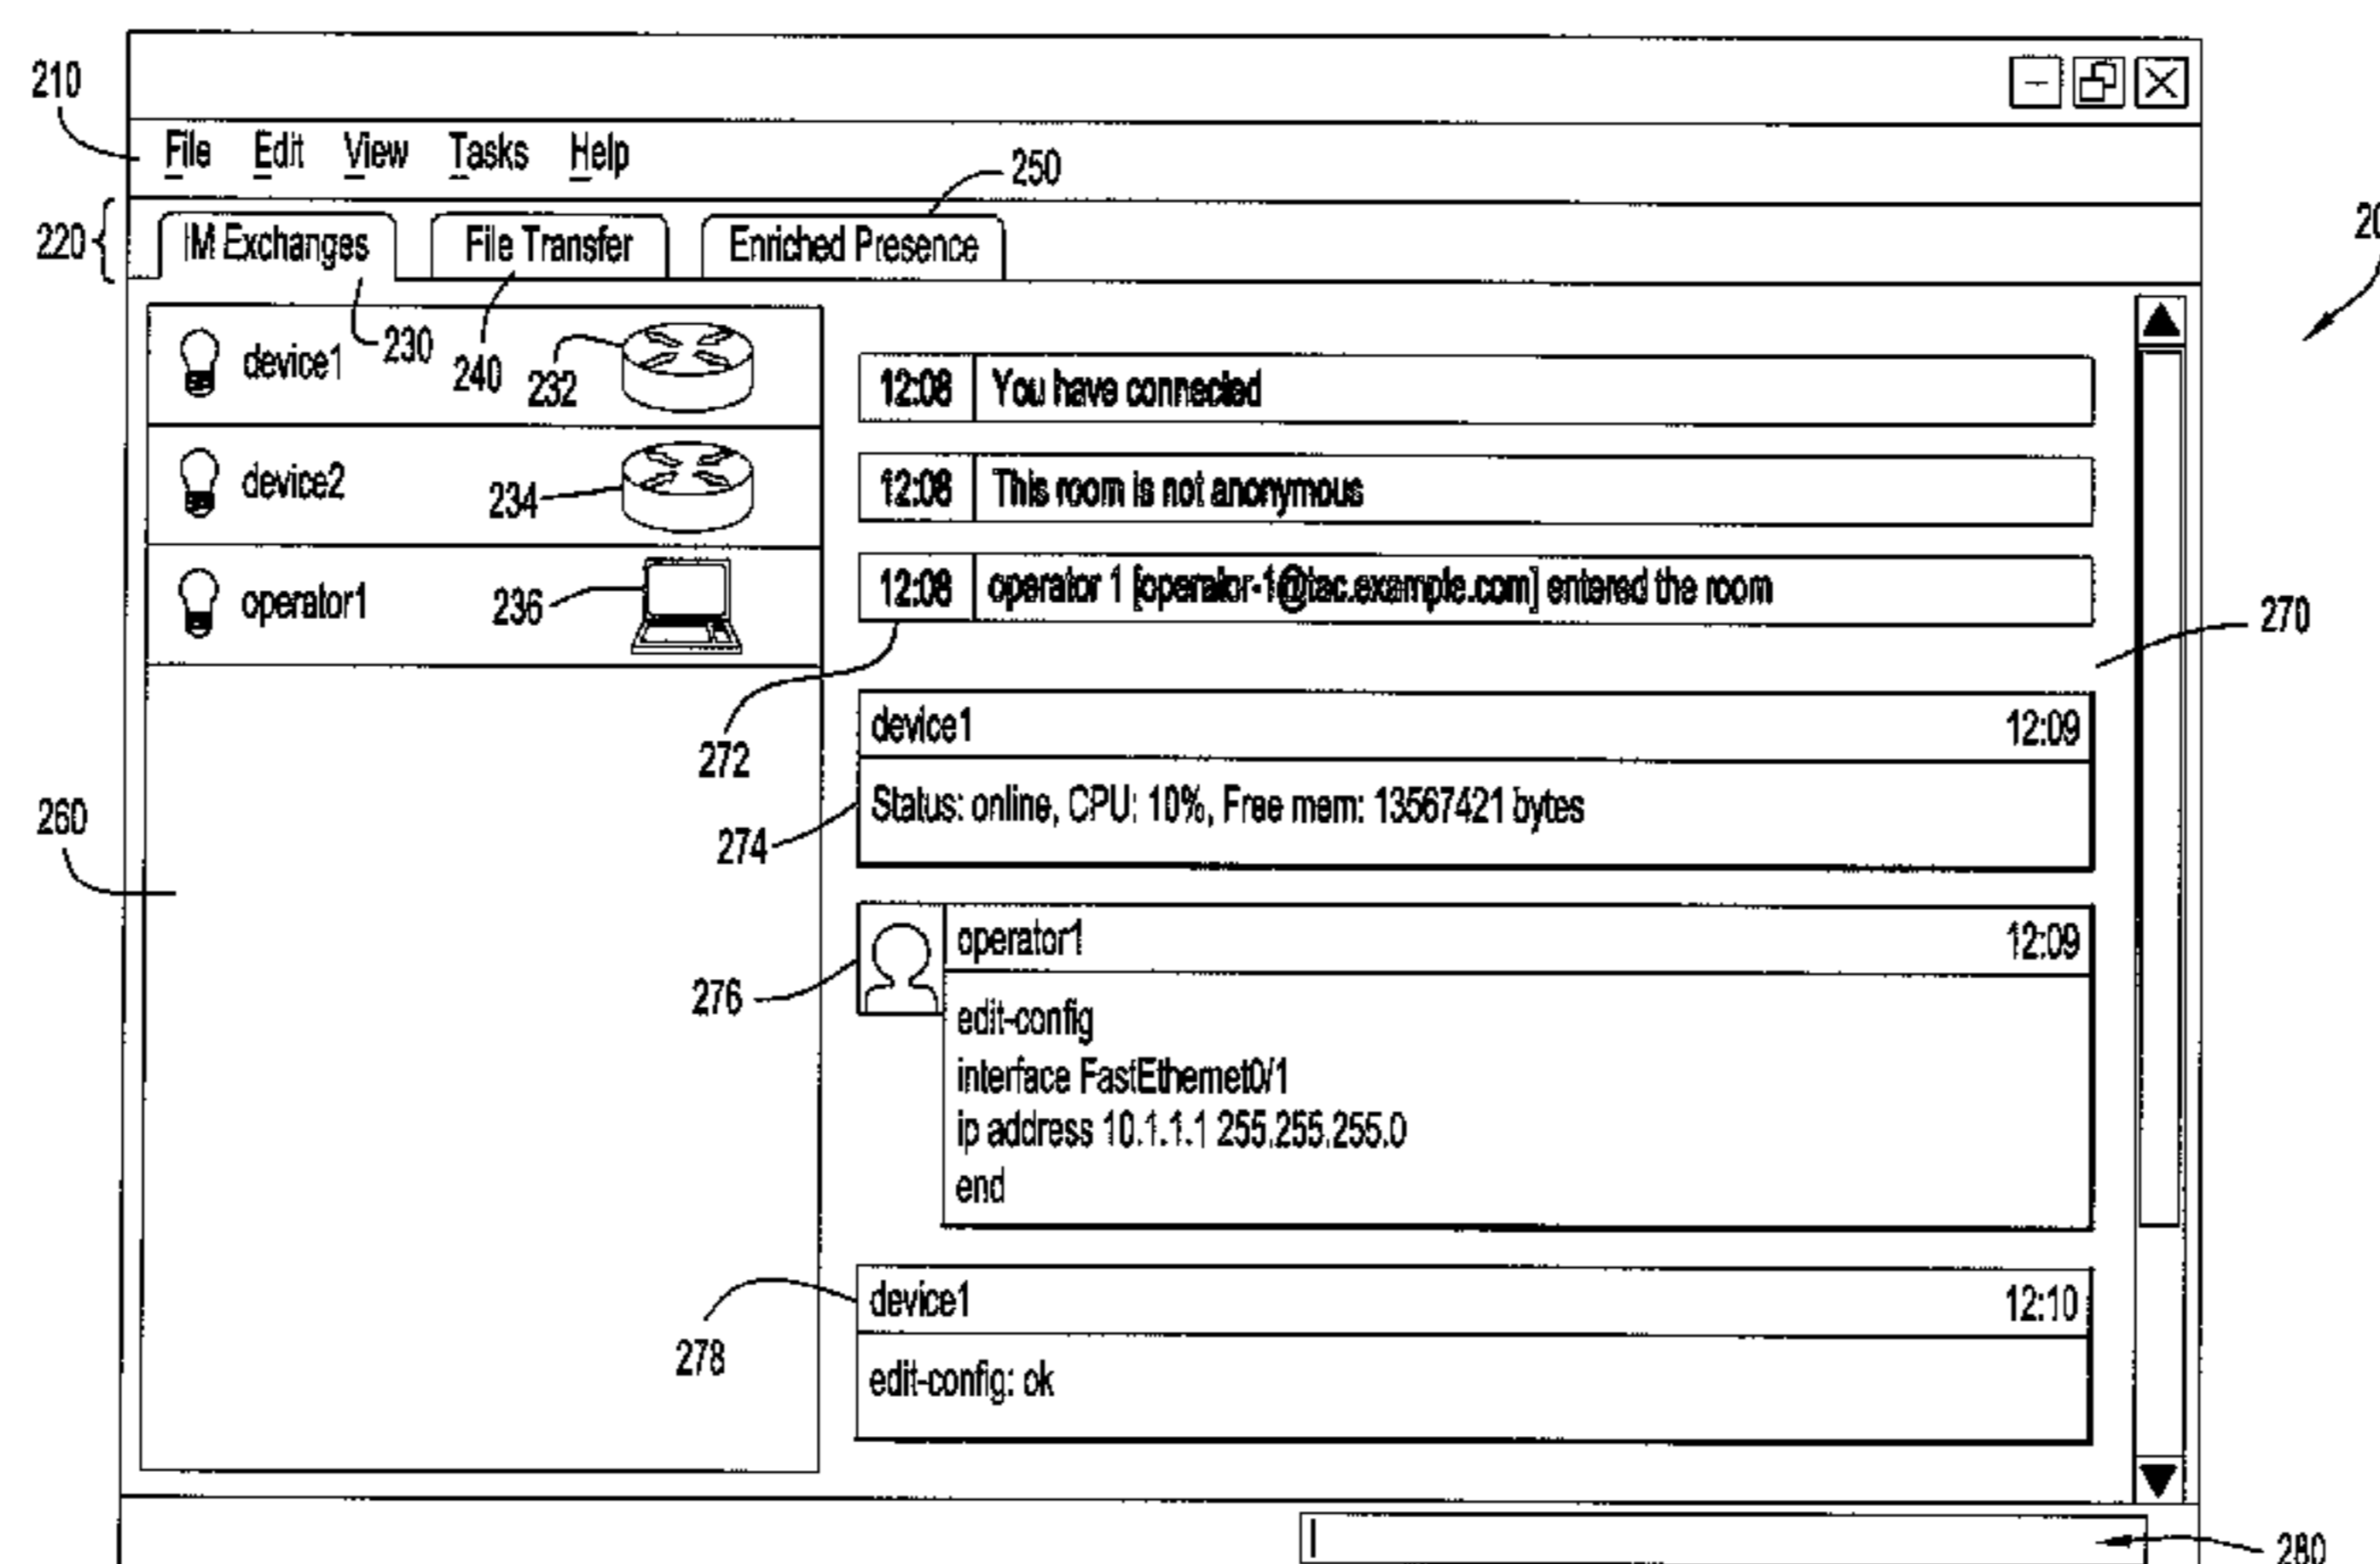 210
File Edit View Tasks Help
250
220
IM Exchanges File Transfer Enriched Presence
device1
230
240
232
device2
234
operator1
236
260
12:08 You have connected
12:08 This room is not anonymous
12:08 operator 1 [operator-1@tac.example.com] entered the room
270
272
device1 12:09
Status: online, CPU: 10%, Free mem: 13567421 bytes
274
operator1 12:09
276
edit-config
interface FastEthernet0/1
ip address 10.1.1.1 255.255.255.0
end
device1 12:10
278
edit-config: ok
280